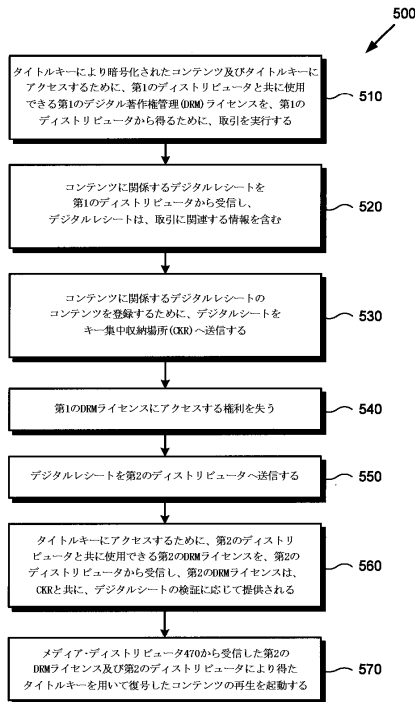 500
タイトルキーにより暗号化されたコンテンツ及びタイトルキーに
アクセスするために、第1のディストリビュータと共に使用
できる第1のデジタル著作権管理(DRM)ライセンスを、第1の
ディストリビュータから得るために、取引を実行する
510
コンテンツに関係するデジタルレシートを
第1のディストリビュータから受信し、
デジタルレシートは、取引に関連する情報を含む
520
コンテンツに関係するデジタルレシートの
コンテンツを登録するために、デジタルレシートを
キー集中収納場所(CKR)へ送信する
530
第1のDRMライセンスにアクセスする権利を失う
540
デジタルレシートを第2のディストリビュータへ送信する
550
タイトルキーにアクセスするために、第2のディストリ
ビュータと共に使用できる第2のDRMライセンスを、第2の
ディストリビュータから受信し、第2のDRMライセンスは、
CKRと共に、デジタルシートの検証に応じて提供される
560
メディア・ディストリビュータ470から受信した第2の
DRMライセンス及び第2のディストリビュータにより得た
タイトルキーを用いて復号したコンテンツの再生を起動する
570